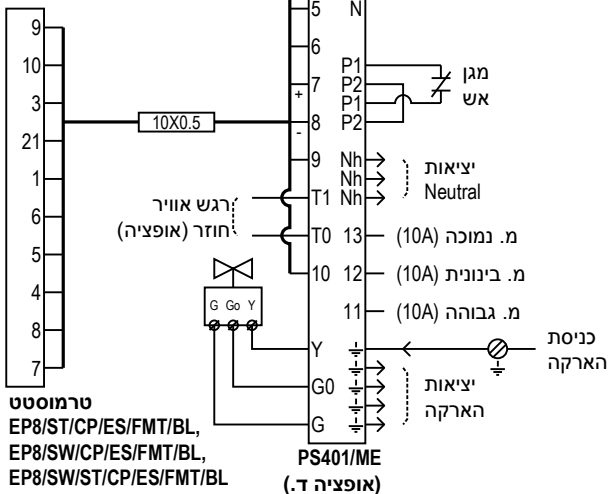 9
10
3
21
1
6
5
4
8
7
טרמוסטט
EP8/ST/CP/ES/FMT/BL,
EP8/SW/CP/ES/FMT/BL,
EP8/SW/ST/CP/ES/FMT/BL
10X0.5
רגש אוויר
חוזר (אופציה)
G Go Y
5 N
6
P1
7 P2
+
P1
8 P2
-
9 Nh
Nh
T1 Nh
T0 13
10 12
11
Y
G0
G
PS401/ME
(אופציה ד.)
מגן
אש
יציאות
Neutral
מ. נמוכה (10A)
מ. בינונית (10A)
מ. גבוהה (10A)
כניסת
הארקה
יציאות
הארקה